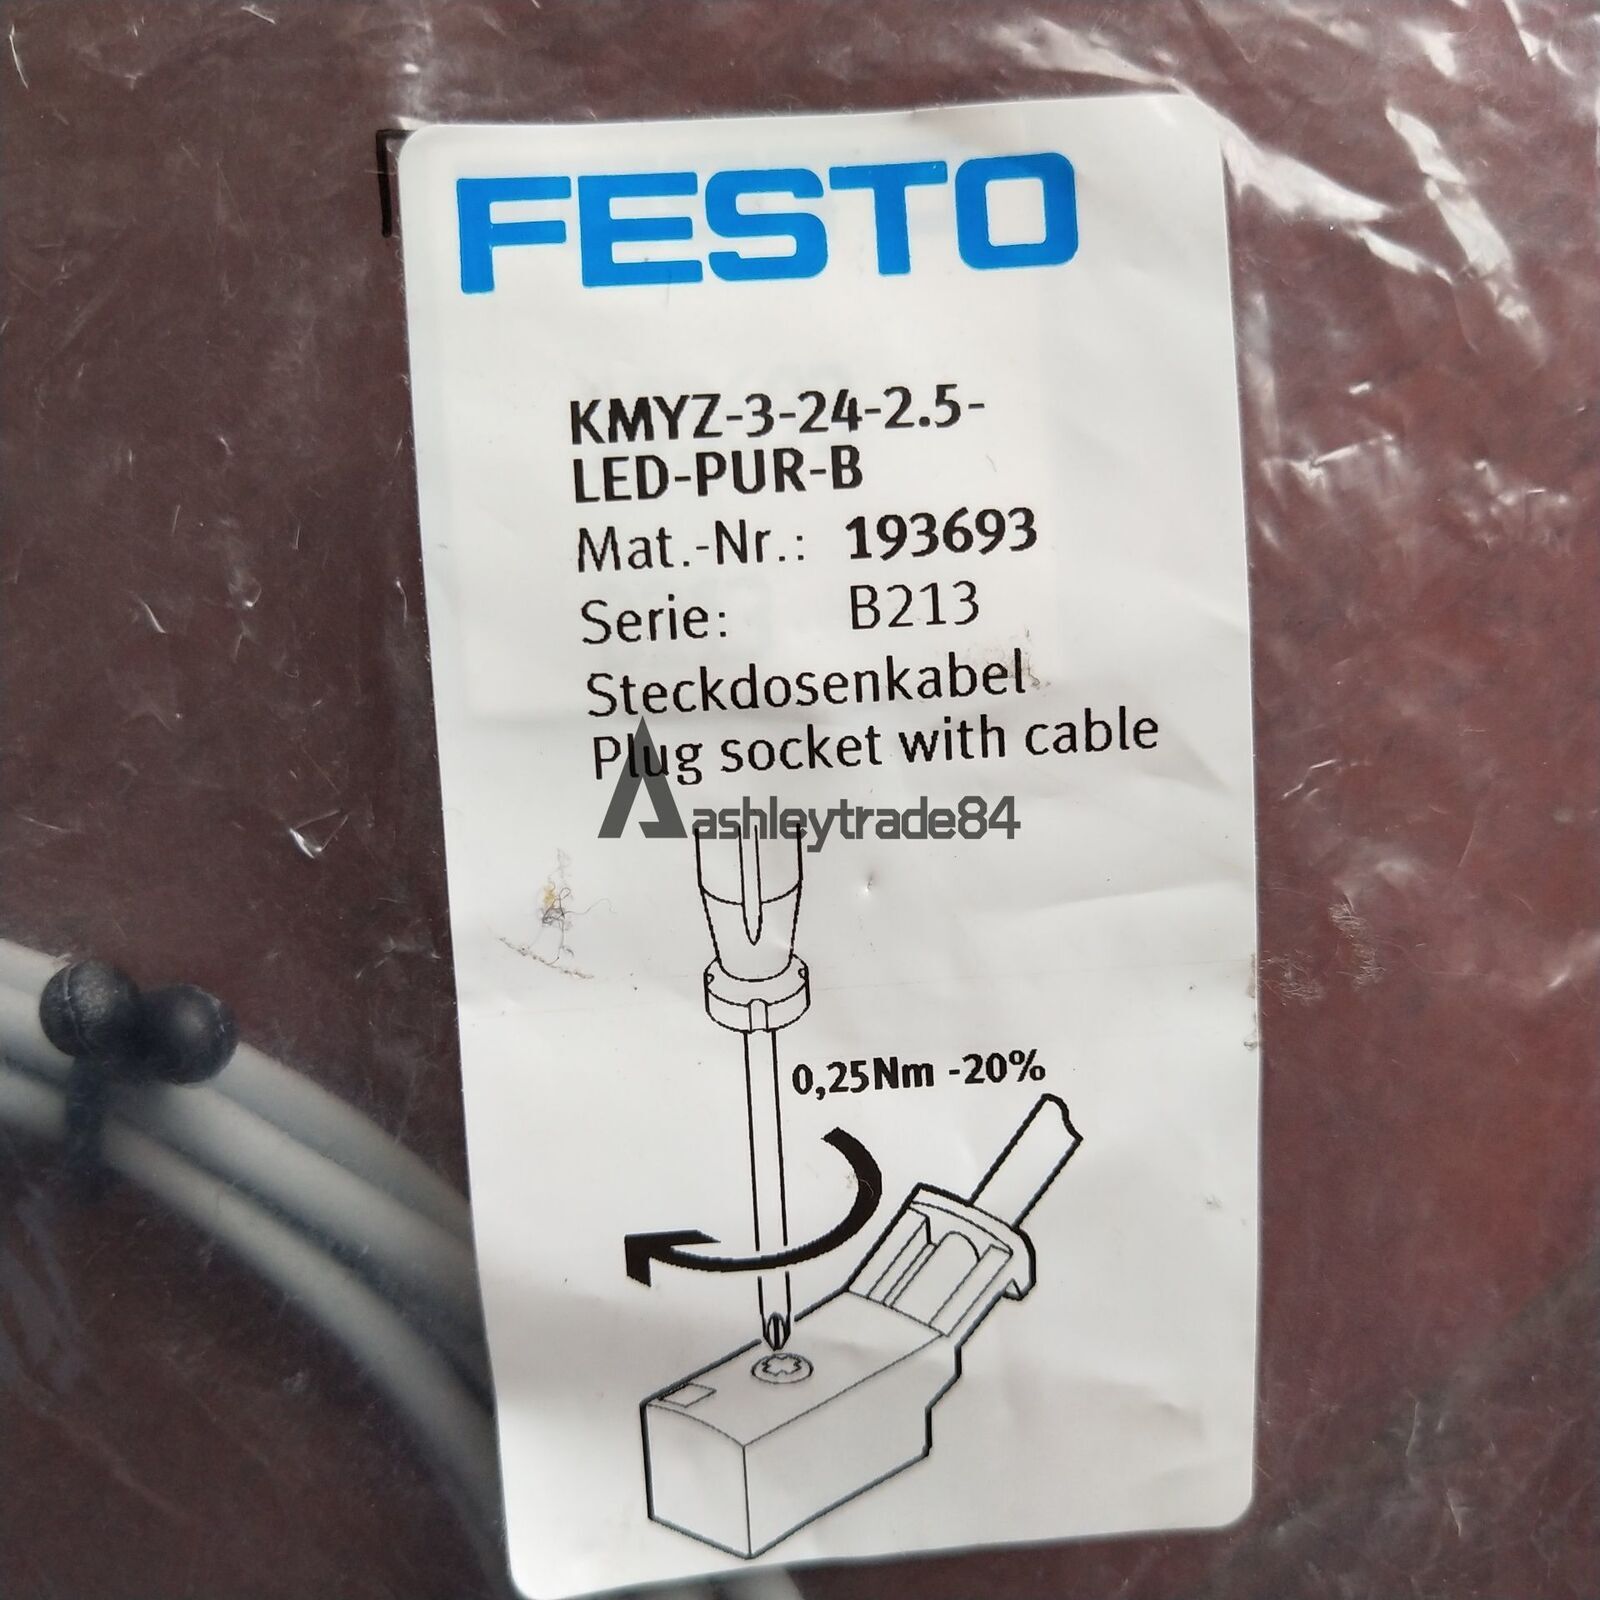 FESTO
KMYZ-3-24-2.5-
LED-PUR-B
Mat.-Nr.: 193693
Serie: B213
Steckdosenkabel
Plug socket with cable
Aashleytrade84
0,25Nm -20%